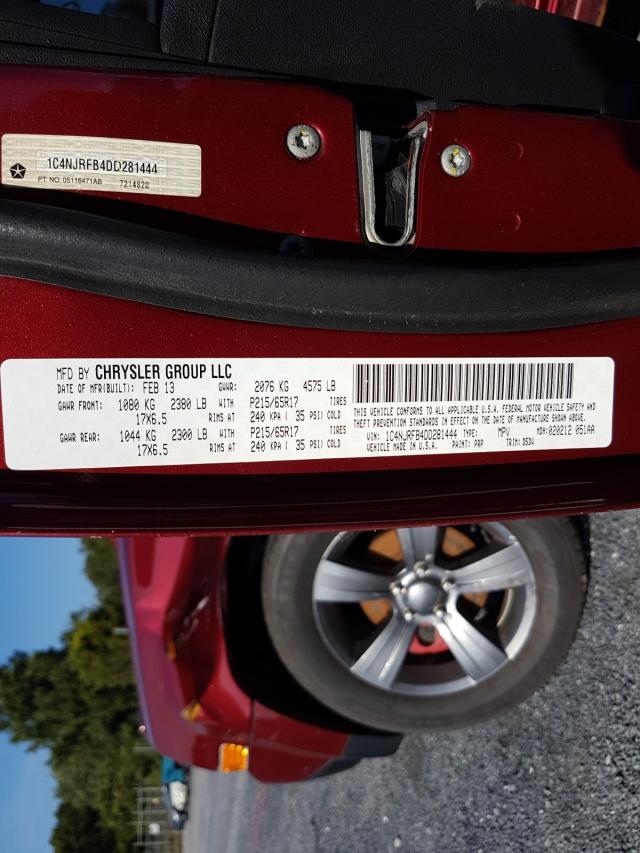 1C4NJRFB4DD281444
PT. NO. 05116471AB 7214820
MFD BY CHRYSLER GROUP LLC
DATE OF MFR(BUILT): FEB 13 GVWR: 2076 KG 4575 LB
GAWR FRONT: 1080 KG 2380 LB WITH P215/65R17 TIRES
17X6.5 RIMS AT 240 KPA ( 35 PSI) COLD
GAWR REAR: 1044 KG 2300 LB WITH P215/65R17 TIRES
17X6.5 RIMS AT 240 KPA ( 35 PSI) COLD
THIS VEHICLE CONFORMS TO ALL APPLICABLE U.S.A. FEDERAL MOTOR VEHICLE SAFETY AND
THEFT PREVENTION STANDARDS IN EFFECT ON THE DATE OF MANUFACTURE SHOWN ABOVE.
VIN: 1C4NJRFB4DD281444 TYPE: MPV MDH: 020212 051AA
VEHICLE MADE IN U.S.A. PAINT: PRP TRIM: DSDV